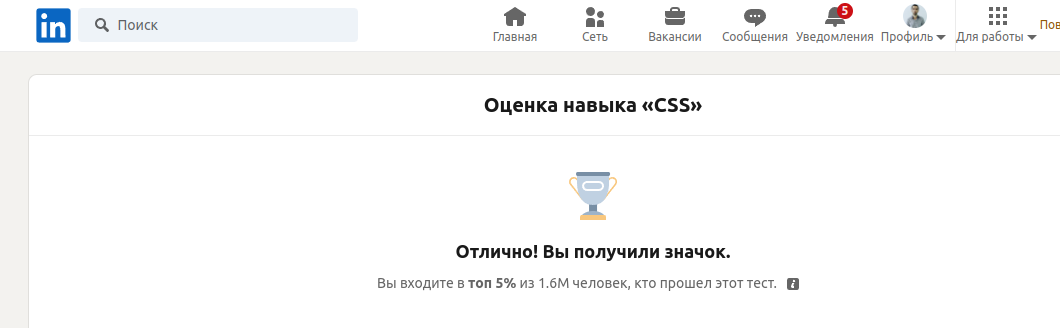 in
Поиск
5
Главная
Сеть
Вакансии
Сообщения
Уведомления
Профиль
Для работы
Пов
Оценка навыка «CSS»
Отлично! Вы получили значок.
Вы входите в топ 5% из 1.6M человек, кто прошел этот тест.